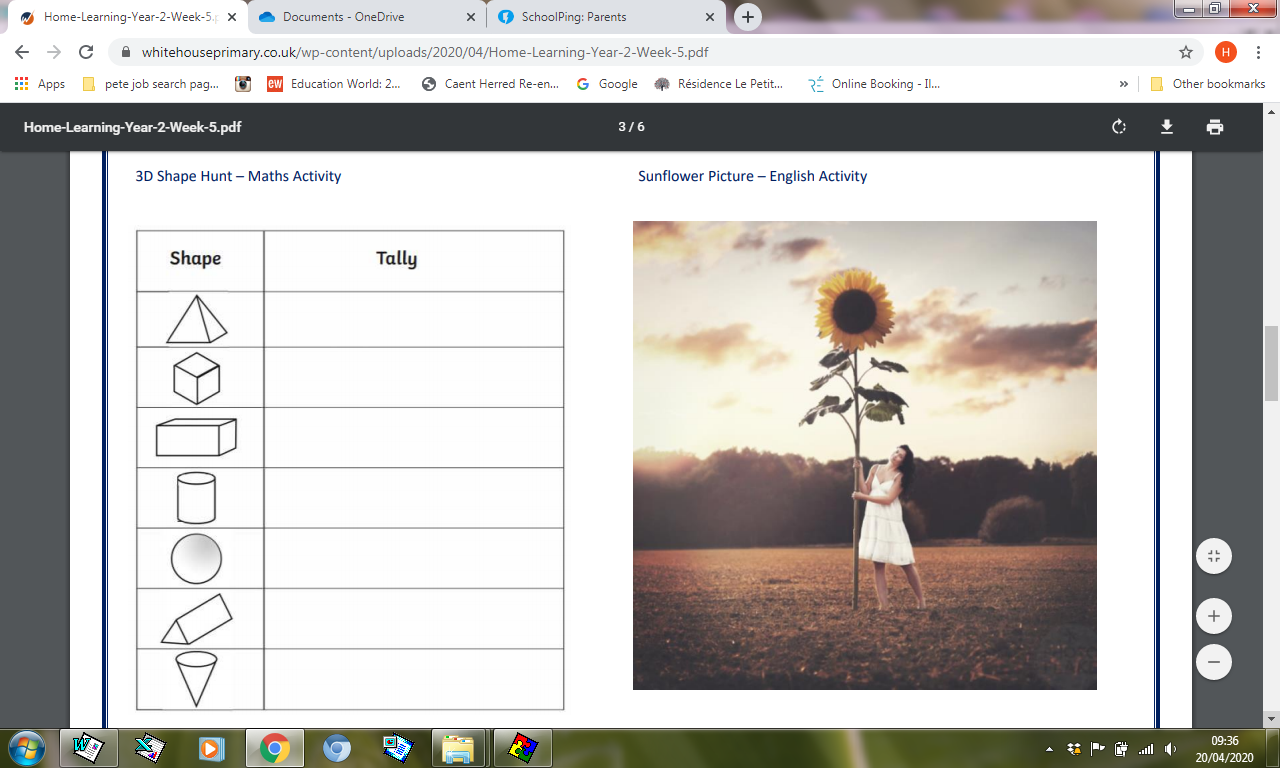 Home-Learning-Year-2-Week-5.p
Documents - OneDrive
SchoolPing: Parents
whitehouseprimary.co.uk/wp-content/uploads/2020/04/Home-Learning-Year-2-Week-5.pdf
H
Apps
pete job search pag...
ew
Education World: 2...
Caent Herred Re-en...
G
Google
Résidence Le Petit...
Online Booking - Il...
»
Other bookmarks
Home-Learning-Year-2-Week-5.pdf
3 / 6
3D Shape Hunt – Maths Activity
Sunflower Picture – English Activity
Shape
Tally
09:36
20/04/2020